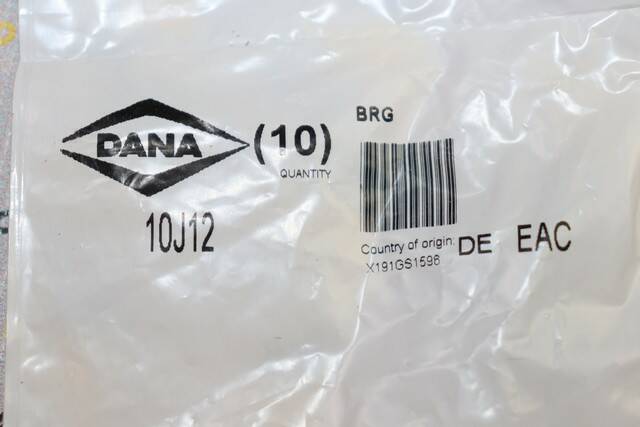 DANA
(10)
QUANTITY
10J12
BRG
Country of origin: DE EAC
X191GS1596